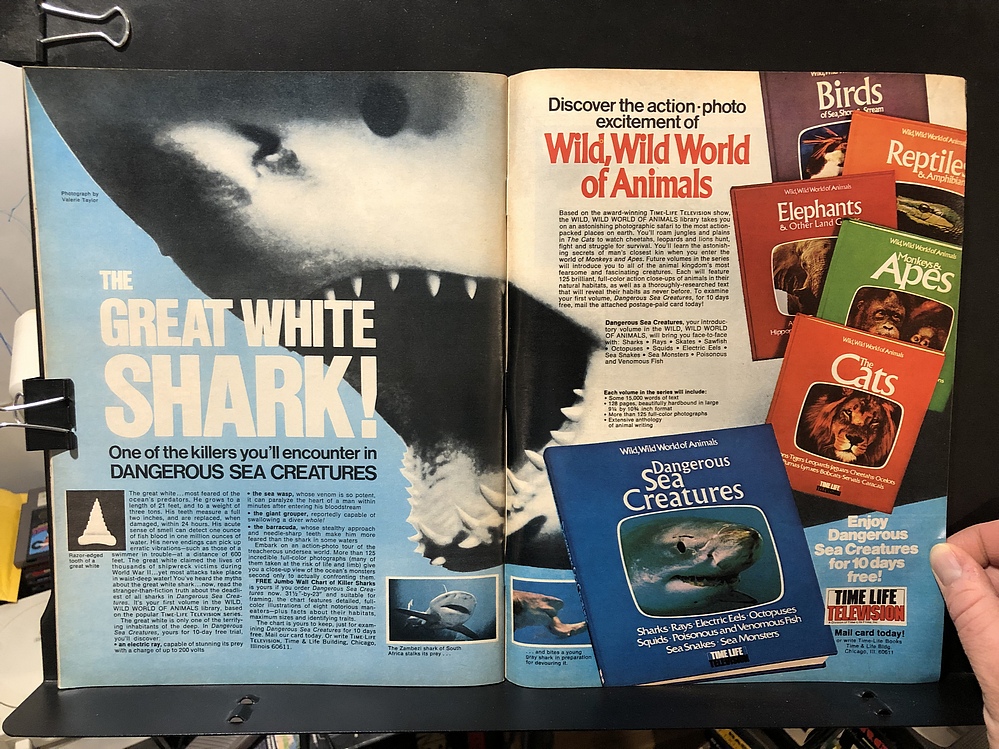 Photograph by
Valerie Taylor
THE
GREAT WHITE
SHARK!
One of the killers you'll encounter in
DANGEROUS SEA CREATURES
Razor-edged
tooth of a
great white
The great white...most feared of the
ocean's predators. He grows to a
length of 21 feet, and to a weight of
three tons. His teeth measure a full
two inches, and are replaced, when
damaged, within 24 hours. His acute
sense of smell can detect one ounce
of fish blood in one million ounces of
water. His nerve endings can pick up
erratic vibrations—such as those of a
swimmer in trouble—at a distance of 600
feet. The great white claimed the lives of
thousands of shipwreck victims during
World War II...yet most attacks take place
in waist-deep water! You've heard the myths
about the great white shark...now, read the
stranger-than-fiction truth about the deadli-
est of all sharks in Dangerous Sea Crea-
tures. It's your first volume in the WILD,
WILD WORLD OF ANIMALS library, based
on the popular TIME-LIFE TELEVISION series.
The great white is only one of the terrify-
ing inhabitants of the deep. In Dangerous
Sea Creatures, yours for 10-day free trial,
you'll discover:
• an electric ray, capable of stunning its prey
with a charge of up to 200 volts
• the sea wasp, whose venom is so potent,
it can paralyze the heart of a man within
minutes after entering his bloodstream
• the giant grouper, reportedly capable of
swallowing a diver whole!
• the barracuda, whose stealthy approach
and needle-sharp teeth make him more
feared than the shark in some waters
Embark on an action-photo tour of the
treacherous undersea world. More than 125
incredible full-color photographs (many of
them taken at the risk of life and limb) give
you a close-up view of the ocean's monsters
second only to actually confronting them.
FREE Jumbo Wall Chart of Killer Sharks
is yours if you order Dangerous Sea Crea-
tures now. 31½"-by-23" and suitable for
framing, the chart features detailed, full-
color illustrations of eight notorious man-
eaters—plus facts about their habitats,
maximum sizes and identifying traits.
The chart is yours to keep, just for exam-
ining Dangerous Sea Creatures for 10 days
free. Mail our card today. Or write TIME-LIFE
TELEVISION, Time & Life Building, Chicago,
Illinois 60611.
The Zambezi shark of South
Africa stalks its prey ...
... and bites a young
gray shark in preparation
for devouring it.
Discover the action·photo
excitement of
Wild, Wild World
of Animals
Based on the award-winning TIME-LIFE TELEVISION show,
the WILD, WILD WORLD OF ANIMALS library takes you
on an astonishing photographic safari to the most action-
packed places on earth. You'll roam jungles and plains
in The Cats to watch cheetahs, leopards and lions hunt,
fight and struggle for survival. You'll learn the astonish-
ing secrets of man's closest kin when you enter the
world of Monkeys and Apes. Future volumes in the series
will introduce you to all of the animal kingdom's most
fearsome and fascinating creatures. Each will feature
125 brilliant, full-color action close-ups of animals in their
natural habitats, as well as a thoroughly-researched text
that will reveal their habits as never before. To examine
your first volume, Dangerous Sea Creatures, for 10 days
free, mail the attached postage-paid card today!
Dangerous Sea Creatures, your introduc-
tory volume in the WILD, WILD WORLD
OF ANIMALS, will bring you face-to-face
with: Sharks • Rays • Skates • Sawfish
• Octopuses • Squids • Electric Eels •
Sea Snakes • Sea Monsters • Poisonous
and Venomous Fish
Each volume in the series will include:
• Some 15,000 words of text
• 128 pages, beautifully hardbound in large
9¼ by 10⅜ inch format
• More than 125 full-color photographs
• Extensive anthology
of animal writing
Birds
of Sea, Shore & Stream
Wild, Wild World of Animals
Reptiles
& Amphibians
Wild, Wild World of Animals
Elephants
& Other Land
Wild, Wild World of Animals
Monkeys &
Apes
Wild, Wild World of Animals
The
Cats
Lions·Tigers·Leopards·Jaguars·Cheetahs·Ocelots
Pumas·Lynxes·Bobcats·Servals·Caracals
TIME LIFE
TELEVISION
Wild, Wild World of Animals
Dangerous
Sea
Creatures
Sharks·Rays·Electric Eels·Octopuses
Squids·Poisonous and Venomous Fish
Sea Snakes·Sea Monsters
TIME LIFE
TELEVISION
Enjoy
Dangerous
Sea Creatures
for 10 days
free!
TIME LIFE
TELEVISION
Mail card today!
or write Time-Life Books
Time & Life Bldg.
Chicago, Ill. 60611